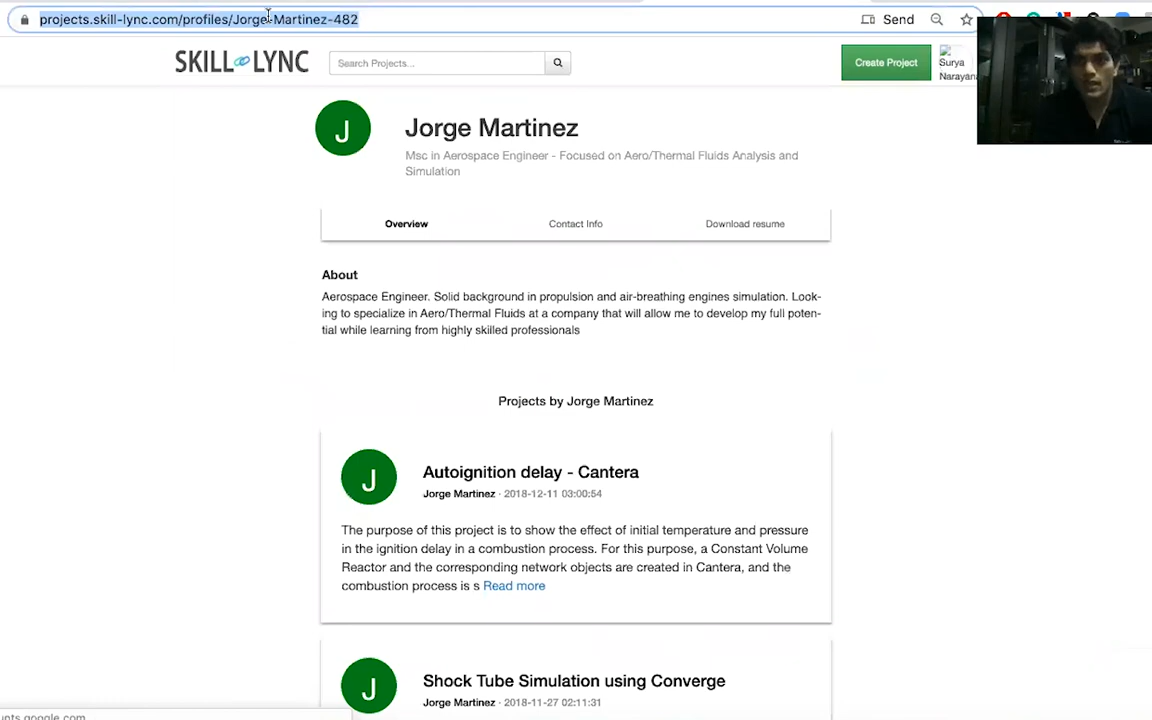 projects.skill-lync.com/profiles/Jorge-Martinez-482
Send
SKILL LYNC
Search Projects...
Create Project
Surya
Narayana
J
Jorge Martinez
Msc in Aerospace Engineer - Focused on Aero/Thermal Fluids Analysis and
Simulation
Overview
Contact Info
Download resume
About
Aerospace Engineer. Solid background in propulsion and air-breathing engines simulation. Look-
ing to specialize in Aero/Thermal Fluids at a company that will allow me to develop my full poten-
tial while learning from highly skilled professionals
Projects by Jorge Martinez
J
Autoignition delay - Cantera
Jorge Martinez · 2018-12-11 03:00:54
The purpose of this project is to show the effect of initial temperature and pressure
in the ignition delay in a combustion process. For this purpose, a Constant Volume
Reactor and the corresponding network objects are created in Cantera, and the
combustion process is s Read more
J
Shock Tube Simulation using Converge
Jorge Martinez · 2018-11-27 02:11:31
unts.google.com